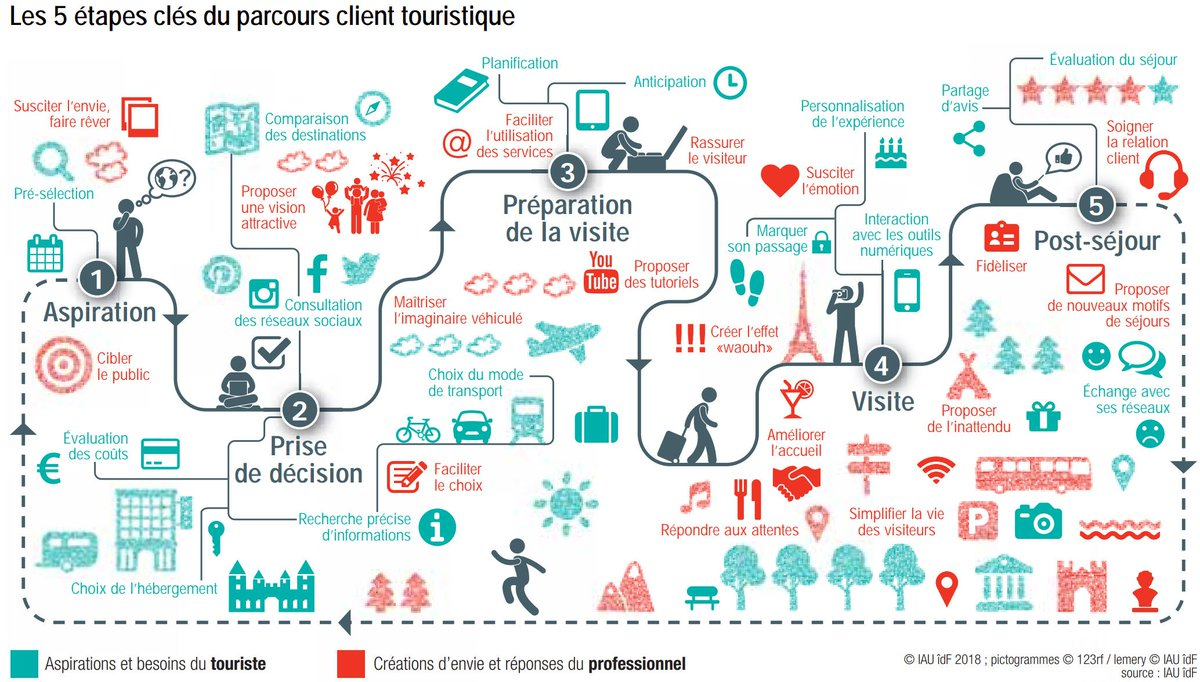 Les 5 étapes clés du parcours client touristique
Susciter l'envie,
faire rêver
Pré-sélection
?
1
Aspiration
Cibler
le public
Comparaison
des destinations
Proposer
une vision
attractive
Consultation
des réseaux sociaux
2
Prise
de décision
Évaluation
des coûts
€
Choix de l'hébergement
Recherche précise
d'informations
i
Choix du mode
de transport
Faciliter
le choix
Maîtriser
l'imaginaire véhiculé
Planification
Anticipation
@
Faciliter
l'utilisation
des services
Rassurer
le visiteur
3
Préparation
de la visite
You
Tube
Proposer
des tutoriels
Personnalisation
de l'expérience
Susciter
l'émotion
Marquer
son passage
Interaction
avec les outils
numériques
!!!
Créer l'effet
«waouh»
4
Visite
Améliorer
l'accueil
Répondre aux attentes
Simplifier la vie
des visiteurs
P
Proposer
de l'inattendu
Évaluation du séjour
Partage
d'avis
Soigner
la relation
client
5
Post-séjour
Fidéliser
Proposer
de nouveaux motifs
de séjours
Échange avec
ses réseaux
Aspirations et besoins du touriste
Créations d'envie et réponses du professionnel
© IAU îdF 2018 ; pictogrammes © 123rf / lemery © IAU îdF
source : IAU îdF